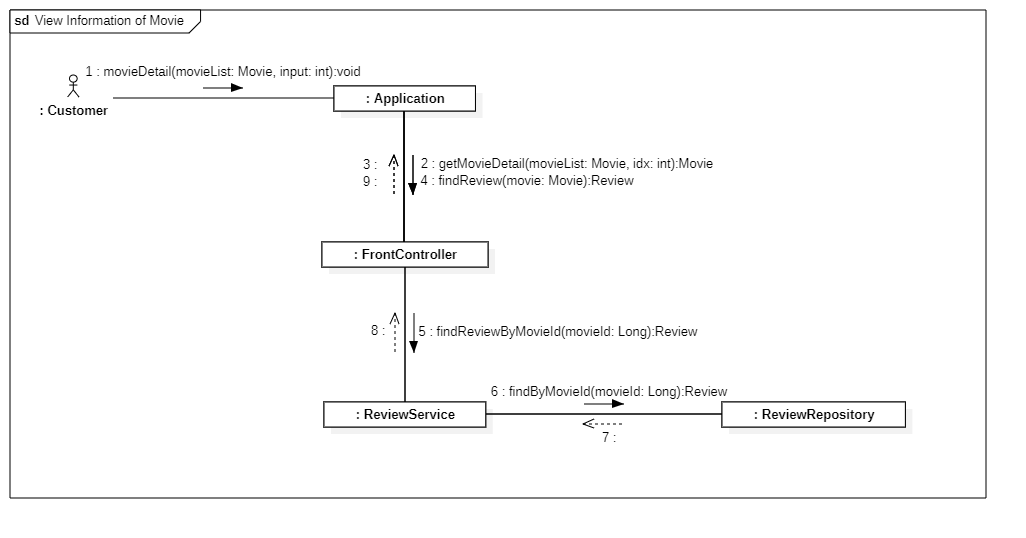 sd View Information of Movie
1 : movieDetail(movieList: Movie, input: int):void
: Customer
: Application
3 :
2 : getMovieDetail(movieList: Movie, idx: int):Movie
9 :
4 : findReview(movie: Movie):Review
: FrontController
8 :
5 : findReviewByMovieId(movieId: Long):Review
6 : findByMovieId(movieId: Long):Review
: ReviewService
: ReviewRepository
7 :